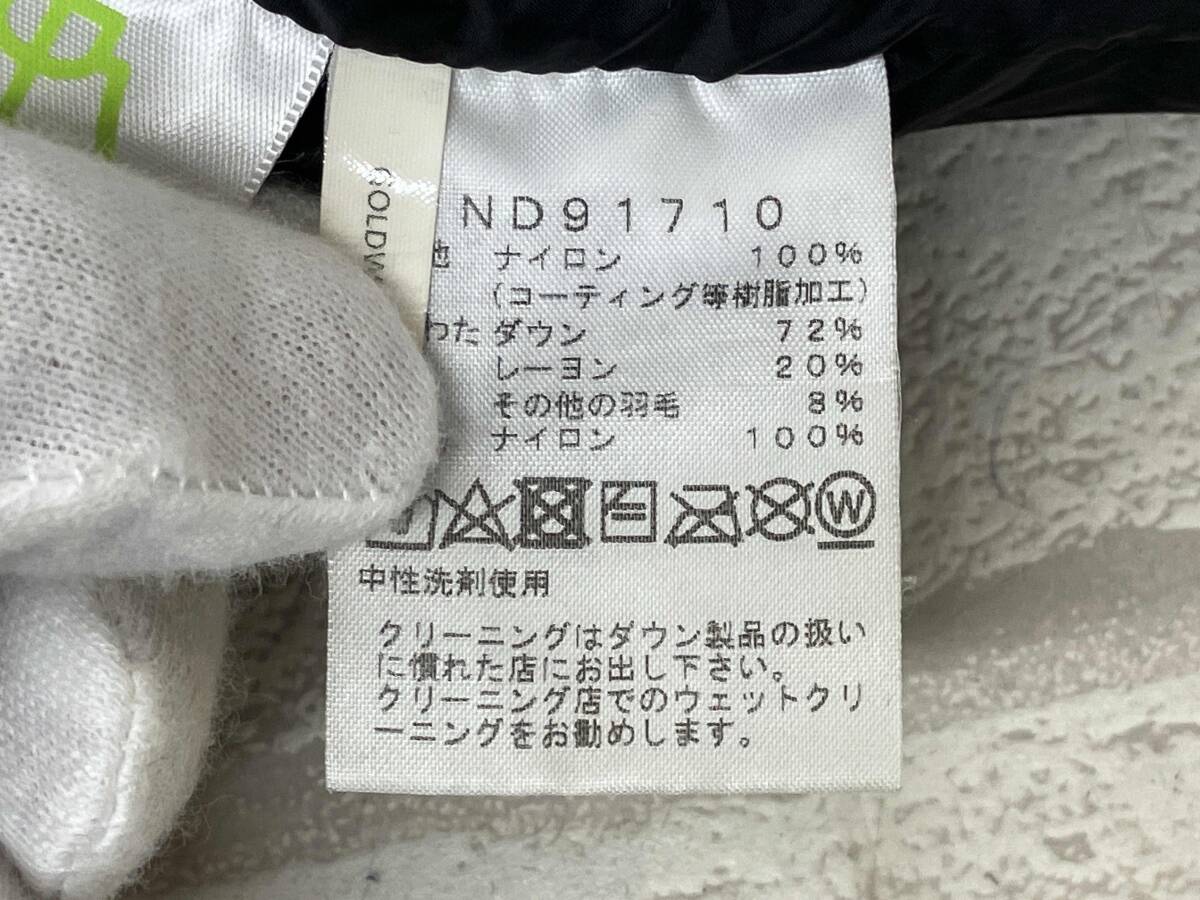 GOLDW
ND91710
地 ナイロン 100%
(コーティング等樹脂加工)
わた ダウン 72%
レーヨン 20%
その他の羽毛 8%
ナイロン 100%
W
中性洗剤使用
クリーニングはダウン製品の扱い
に慣れた店にお出し下さい。
クリーニング店でのウェットクリ
ーニングをお勧めします。